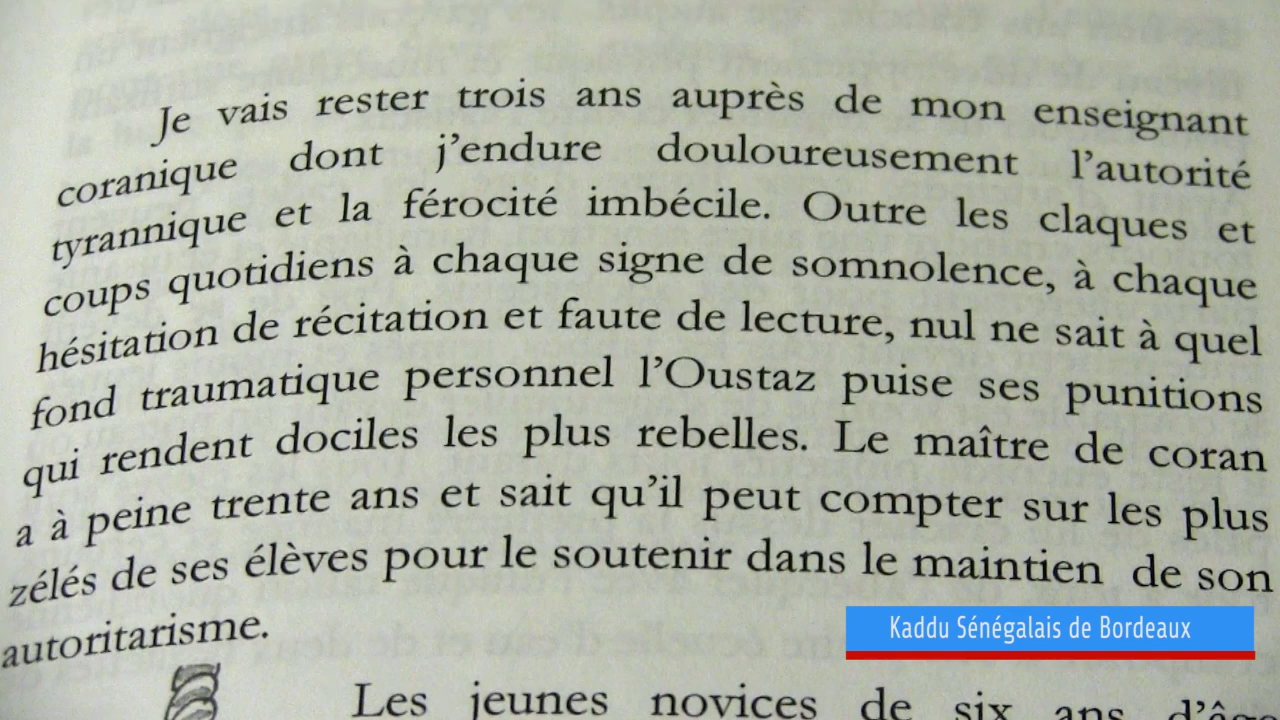 Je vais rester trois ans auprès de mon enseignant
coranique dont j'endure douloureusement l'autorité
tyrannique et la férocité imbécile. Outre les claques et
coups quotidiens à chaque signe de somnolence, à chaque
hésitation de récitation et faute de lecture, nul ne sait à quel
fond traumatique personnel l'Oustaz puise ses punitions
qui rendent dociles les plus rebelles. Le maître de coran
a à peine trente ans et sait qu'il peut compter sur les plus
zélés de ses élèves pour le soutenir dans le maintien de son
autoritarisme.
Kaddu Sénégalais de Bordeaux
Les jeunes novices de six ans